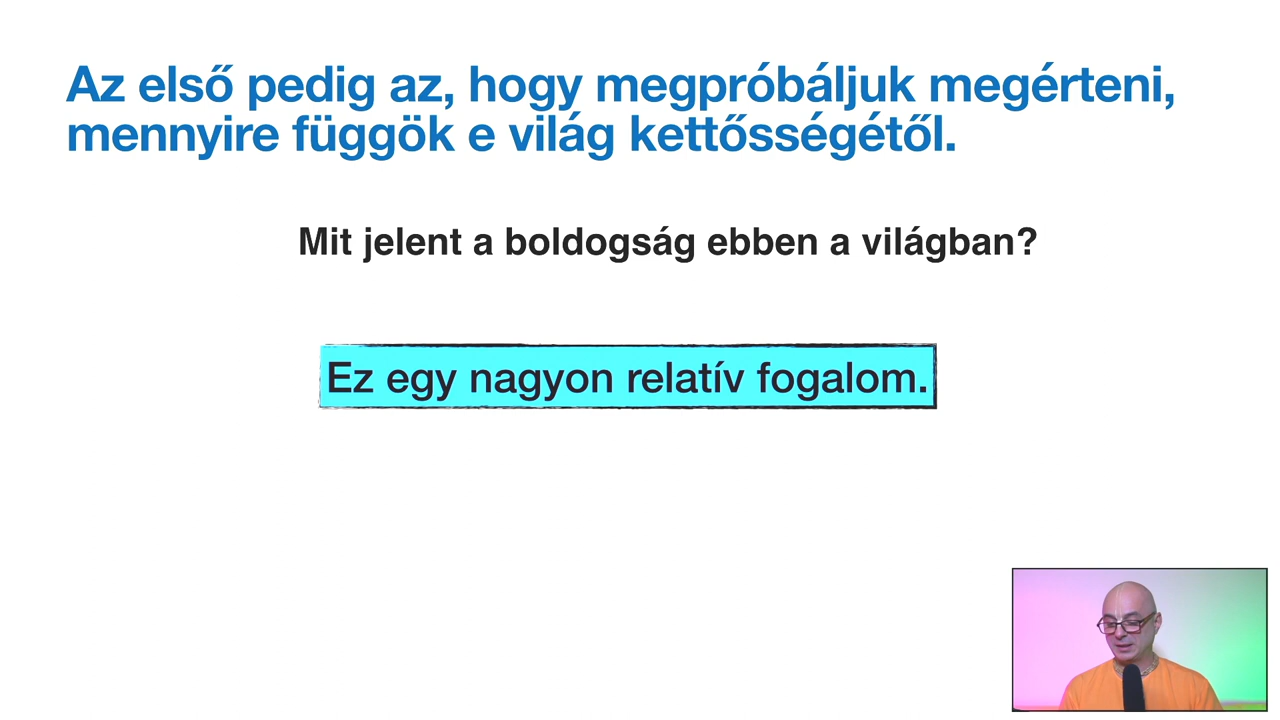 Az első pedig az, hogy megpróbáljuk megérteni,
mennyire függök e világ kettősségétől.
Mit jelent a boldogság ebben a világban?
Ez egy nagyon relatív fogalom.